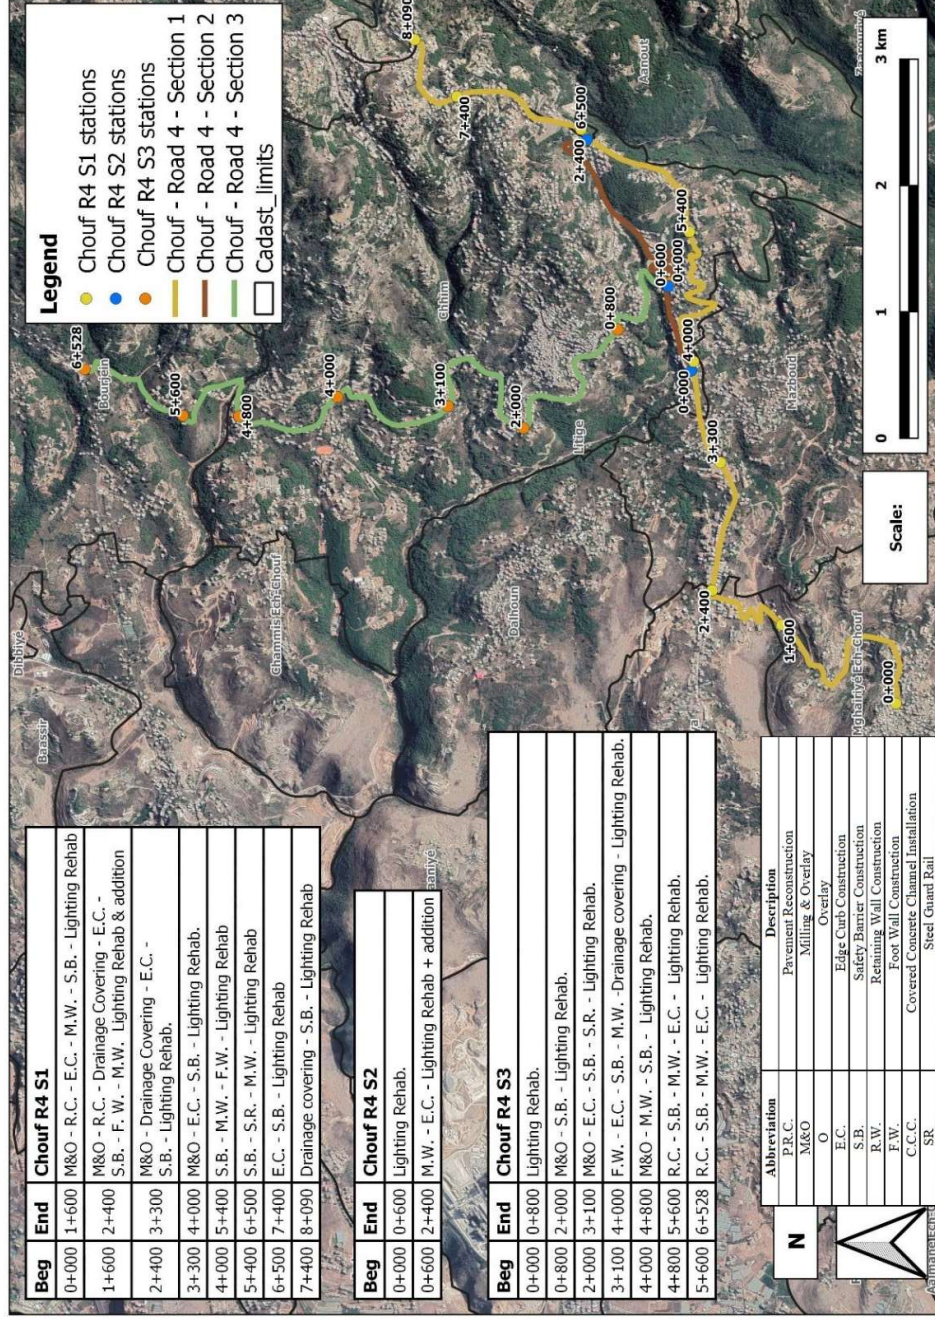 Legend
Chouf R4 S1 stations
Chouf R4 S2 stations
Chouf R4 S3 stations
Chouf - Road 4 - Section 1
Chouf - Road 4 - Section 2
Chouf - Road 4 - Section 3
Cadast_limits
Beg End Chouf R4 S1
0+000 1+600 M&O - R.C. - E.C. - M.W. - S.B. - Lighting Rehab
1+600 2+400 M&O - R.C. - Drainage Covering - E.C. -
S.B. - F. W. - M.W. - Lighting Rehab & addition
2+400 3+300 M&O - Drainage Covering - E.C. -
S.B. - Lighting Rehab.
3+300 4+000 M&O - E.C. - S.B. - Lighting Rehab.
4+000 5+400 S.B. - M.W. - F.W. - Lighting Rehab
5+400 6+500 S.B. - S.R. - M.W. - Lighting Rehab
6+500 7+400 E.C. - S.B. - Lighting Rehab
7+400 8+090 Drainage covering - S.B. - Lighting Rehab
Beg End Chouf R4 S2
0+000 0+600 Lighting Rehab.
0+600 2+400 M.W. - E.C. - Lighting Rehab + addition
Beg End Chouf R4 S3
0+000 0+800 Lighting Rehab.
0+800 2+000 M&O - S.B. - Lighting Rehab.
2+000 3+100 M&O - E.C. - S.B. - S.R. - Lighting Rehab.
3+100 4+000 F.W. - E.C. - S.B. - M.W. -Drainage covering - Lighting Rehab.
4+000 4+800 M&O - M.W. - S.B. - Lighting Rehab.
4+800 5+600 R.C. - S.B. - M.W. - E.C. - Lighting Rehab.
5+600 6+528 R.C. - S.B. - M.W. - E.C. - Lighting Rehab.
Abbreviation Description
P.R.C. Pavement Reconstruction
M&O Milling & Overlay
O Overlay
E.C. Edge Curb Construction
S.B. Safety Barrier Construction
R.W. Retaining Wall Construction
F.W. Foot Wall Construction
C.C.C. Covered Concrete Channel Installation
SR Steel Guard Rail
N
Scale:
0 1 2 3 km
Dibbiyé
Baassir
Chammis Ech-Chouf
Dalhoun
Bourjein
Chhim
Litige
Mazboud
Aanout
Mghairiyé Ech-Chouf
6+528
5+600
4+800
4+000
3+100
2+000
0+800
0+600
0+000
2+400
6+500
7+400
8+090
5+400
4+000
0+000
3+300
2+400
1+600
0+000